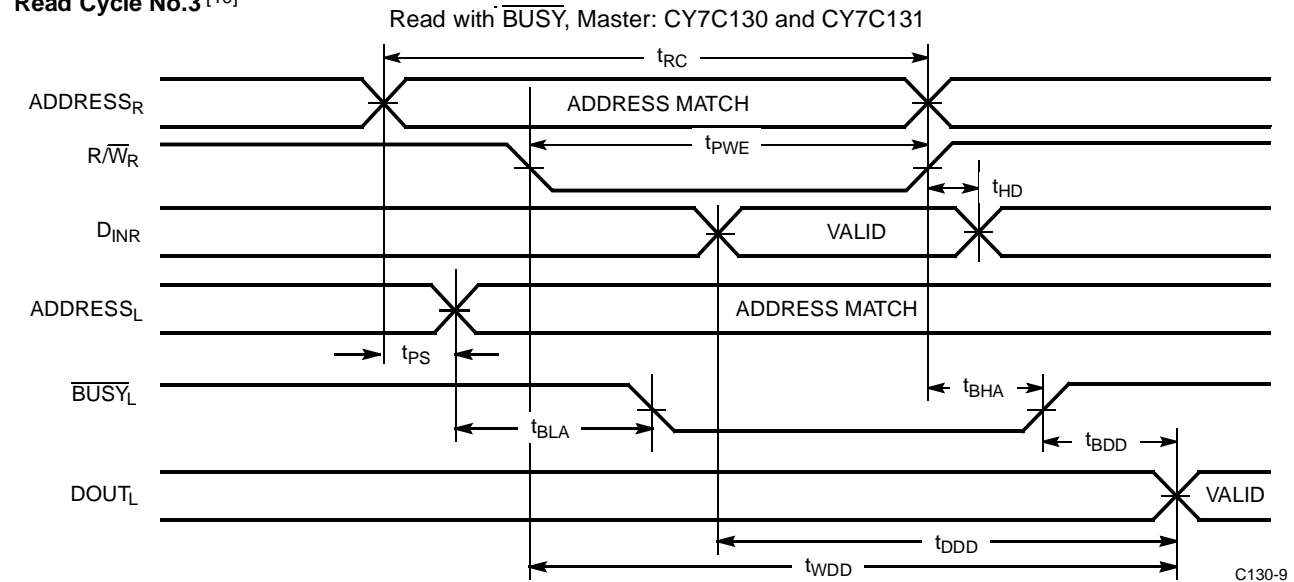 Read Cycle No.3 [16]
Read with BUSY, Master: CY7C130 and CY7C131
tRC
ADDRESSR
ADDRESS MATCH
R/WR
tPWE
tHD
DINR
VALID
ADDRESSL
ADDRESS MATCH
tPS
BUSYL
tBHA
tBLA
tBDD
DOUTL
VALID
tDDD
tWDD
C130-9